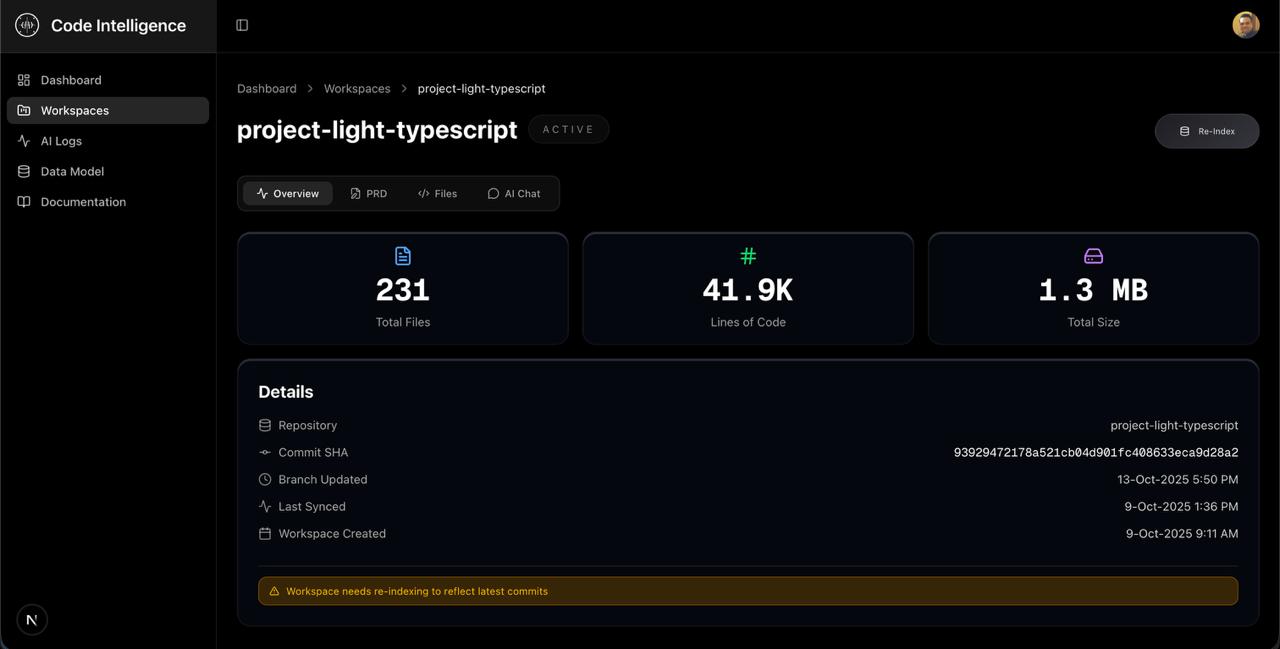 Code Intelligence
Dashboard
Workspaces
AI Logs
Data Model
Documentation
N
Dashboard > Workspaces > project-light-typescript
project-light-typescript ACTIVE
Re-Index
Overview PRD Files AI Chat
231
Total Files
# 
41.9K
Lines of Code
1.3 MB
Total Size
Details
Repository project-light-typescript
Commit SHA 93929472178a521cb04d901fc408633eca9d28a2
Branch Updated 13-Oct-2025 5:50 PM
Last Synced 9-Oct-2025 1:36 PM
Workspace Created 9-Oct-2025 9:11 AM
Workspace needs re-indexing to reflect latest commits